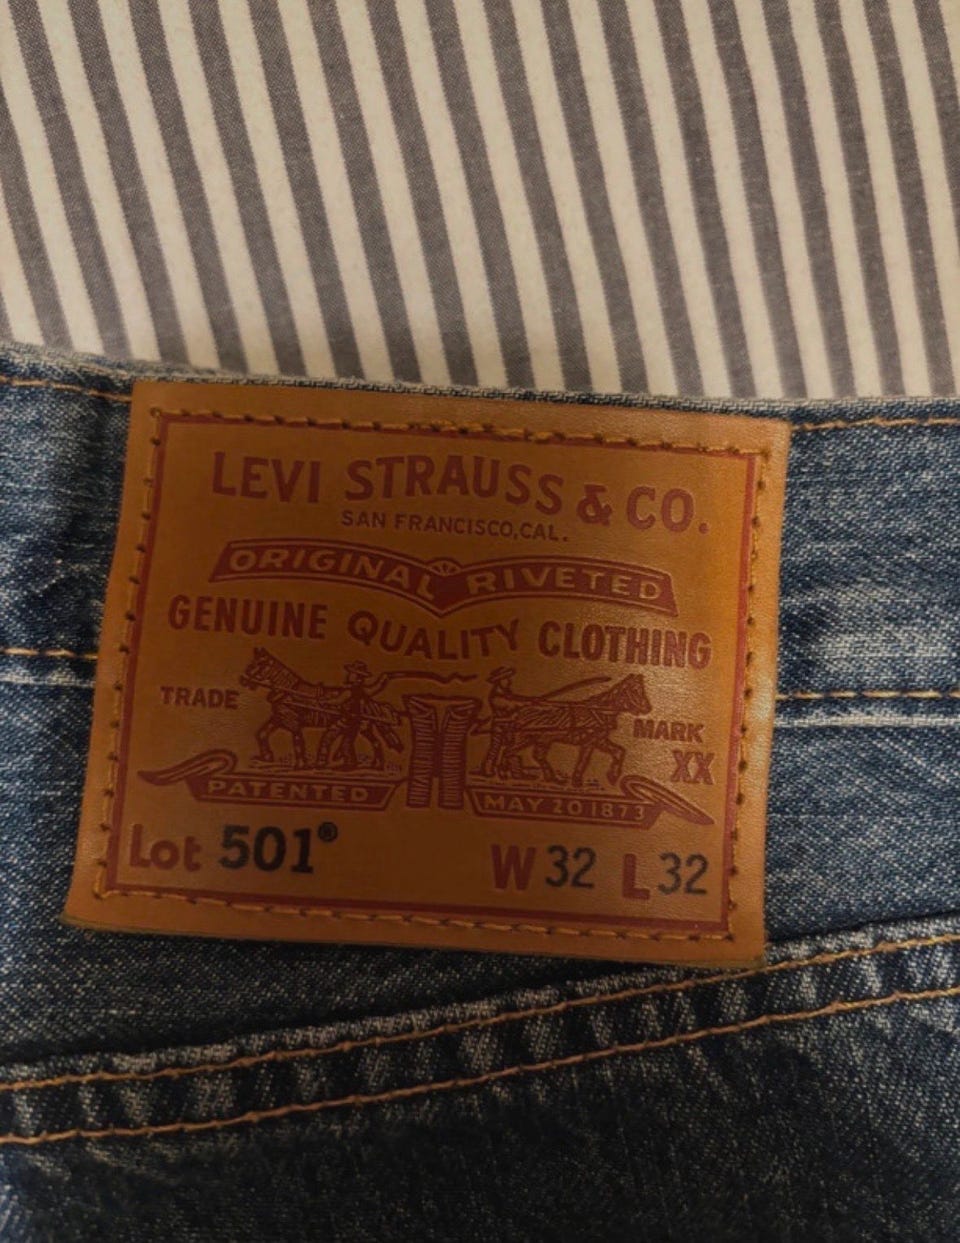 LEVI STRAUSS & CO.
SAN FRANCISCO, CAL.
ORIGINAL RIVETED
GENUINE QUALITY CLOTHING
TRADE MARK
XX
PATENTED MAY 20 1873
Lot 501® W 32 L 32